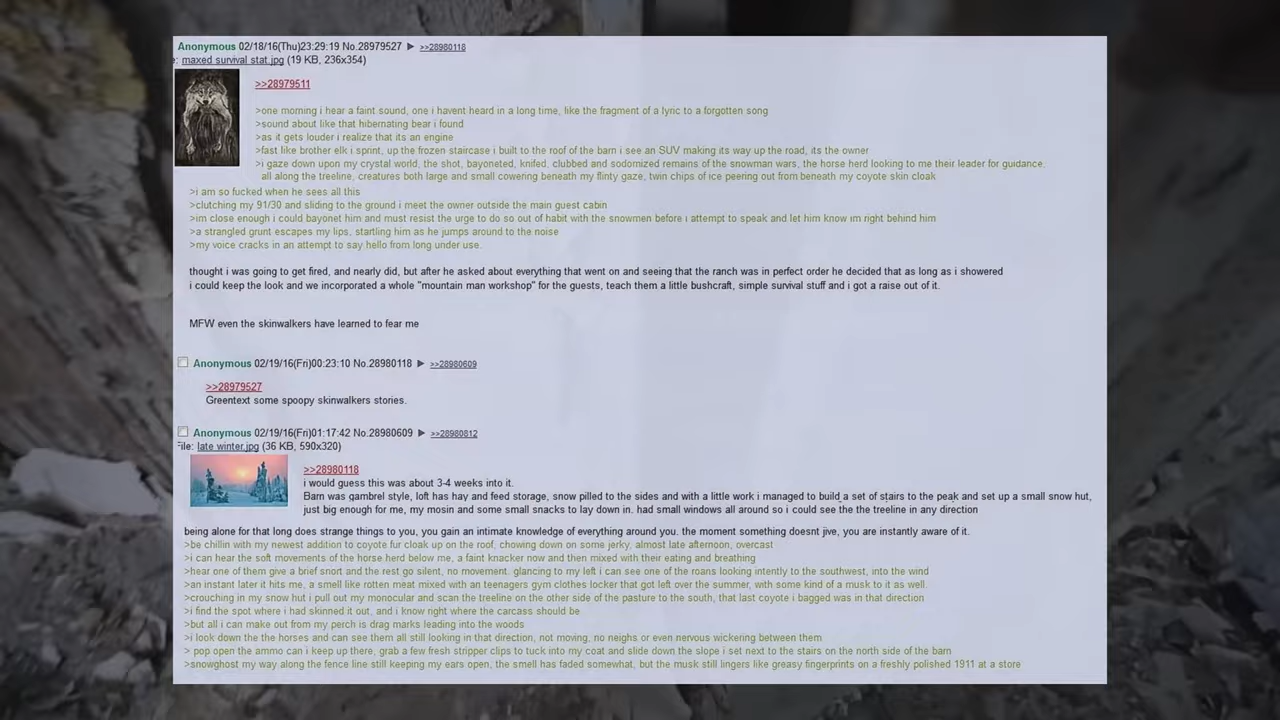 Anonymous 02/18/16(Thu)23:29:19 No.28979527 ▶ >>28980118
e: maxed survival stat.jpg (19 KB, 236x354)
>>28979511
>one morning i hear a faint sound, one i havent heard in a long time, like the fragment of a lyric to a forgotten song
>sound about like that hibernating bear i found
>as it gets louder i realize that its an engine
>fast like brother elk i sprint, up the frozen staircase i built to the roof of the barn i see an SUV making its way up the road, its the owner
>i gaze down upon my crystal world, the shot, bayoneted, knifed, clubbed and sodomized remains of the snowman wars, the horse herd looking to me their leader for guidance,
all along the treeline, creatures both large and small cowering beneath my flinty gaze, twin chips of ice peering out from beneath my coyote skin cloak
>i am so fucked when he sees all this
>clutching my 91/30 and sliding to the ground i meet the owner outside the main guest cabin
>im close enough i could bayonet him and must resist the urge to do so out of habit with the snowmen before i attempt to speak and let him know im right behind him
>a strangled grunt escapes my lips, startling him as he jumps around to the noise
>my voice cracks in an attempt to say hello from long under use.
thought i was going to get fired, and nearly did, but after he asked about everything that went on and seeing that the ranch was in perfect order he decided that as long as i showered
i could keep the look and we incorporated a whole "mountain man workshop" for the guests, teach them a little bushcraft, simple survival stuff and i got a raise out of it.
MFW even the skinwalkers have learned to fear me
Anonymous 02/19/16(Fri)00:23:10 No.28980118 ▶ >>28980609
>>28979527
Greentext some spoopy skinwalkers stories.
Anonymous 02/19/16(Fri)01:17:42 No.28980609 ▶ >>28980812
File: late winter.jpg (36 KB, 590x320)
>>28980118
i would guess this was about 3-4 weeks into it.
Barn was gambrel style, loft has hay and feed storage, snow pilled to the sides and with a little work i managed to build a set of stairs to the peak and set up a small snow hut,
just big enough for me, my mosin and some small snacks to lay down in. had small windows all around so i could see the the treeline in any direction
being alone for that long does strange things to you, you gain an intimate knowledge of everything around you. the moment something doesnt jive, you are instantly aware of it.
>be chillin with my newest addition to coyote fur cloak up on the roof, chowing down on some jerky, almost late afternoon, overcast
>i can hear the soft movements of the horse herd below me, a faint knacker now and then mixed with their eating and breathing
>hear one of them give a brief snort and the rest go silent, no movement. glancing to my left i can see one of the roans looking intently to the southwest, into the wind
>an instant later it hits me, a smell like rotten meat mixed with an teenagers gym clothes locker that got left over the summer, with some kind of a musk to it as well.
>crouching in my snow hut i pull out my monocular and scan the treeline on the other side of the pasture to the south, that last coyote i bagged was in that direction
>i find the spot where i had skinned it out, and i know right where the carcass should be
>but all i can make out from my perch is drag marks leading into the woods
>i look down the the horses and can see them all still looking in that direction, not moving, no neighs or even nervous wickering between them
> pop open the ammo can i keep up there, grab a few fresh stripper clips to tuck into my coat and slide down the slope i set next to the stairs on the north side of the barn
>snowghost my way along the fence line still keeping my ears open, the smell has faded somewhat, but the musk still lingers like greasy fingerprints on a freshly polished 1911 at a store